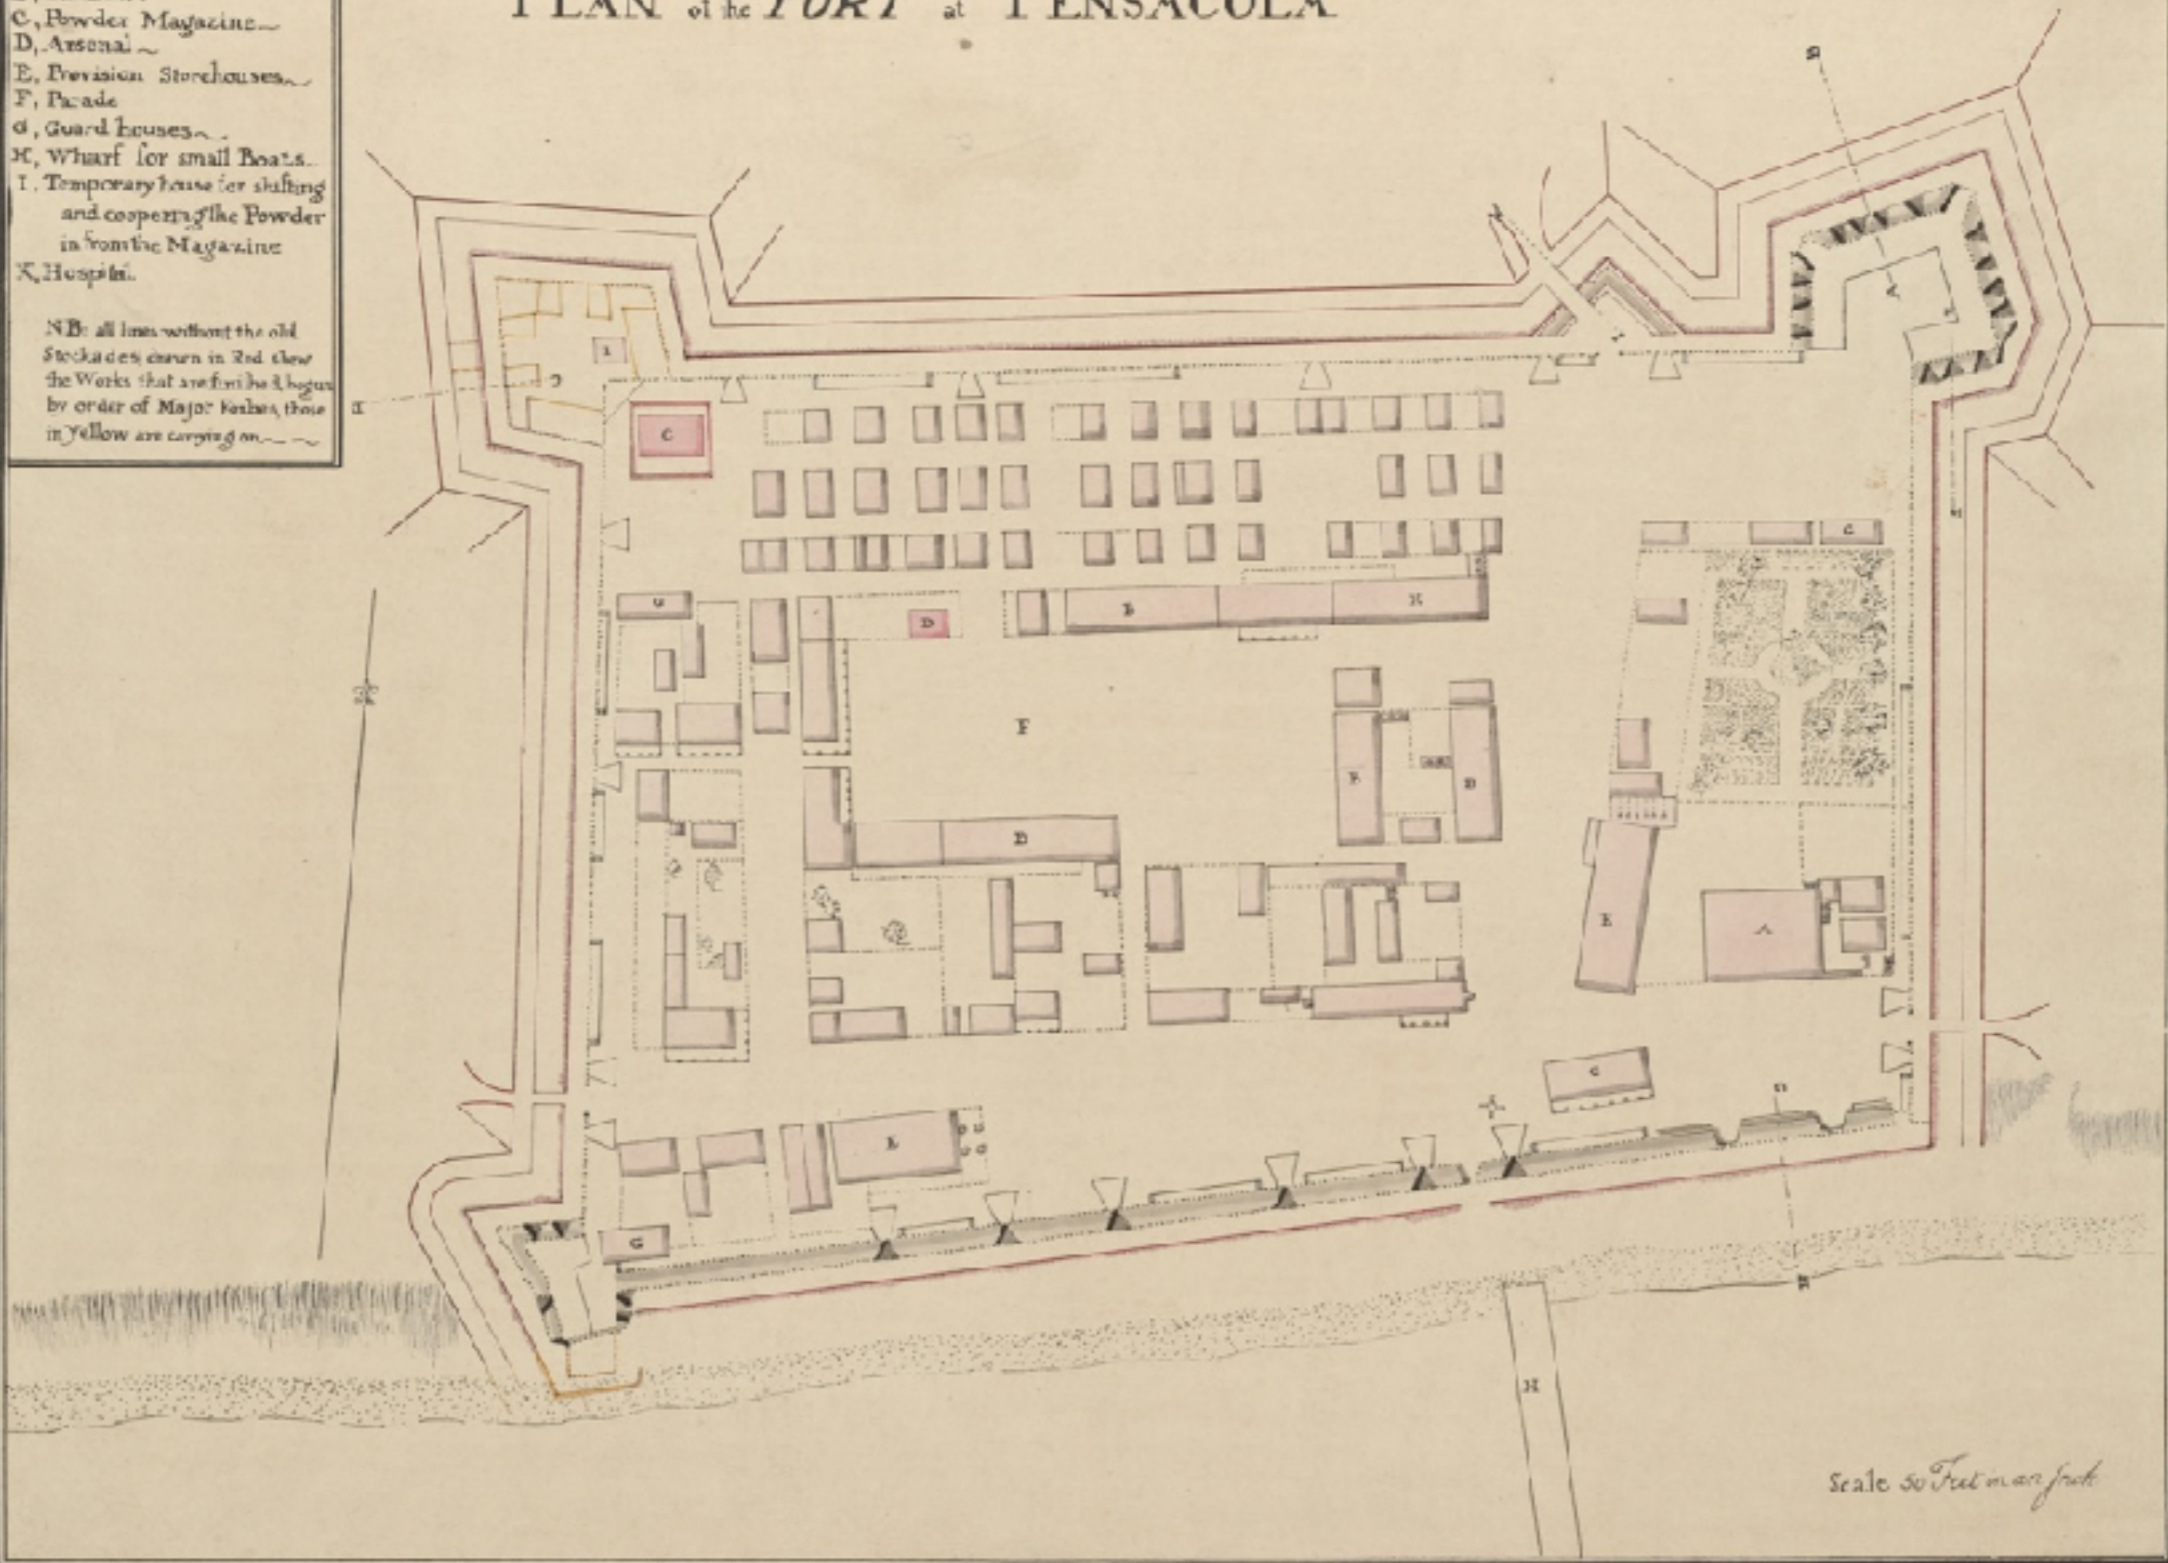 PLAN of the FORT at PENSACOLA
C, Powder Magazine
D, Arsenal
E, Provision Storehouses
F, Parade
G, Guard houses
H, Wharf for small Boats
I, Temporary house for shifting
and coopering the Powder
in from the Magazine
K, Hospital.
NB: all lines without the old
Stockades drawn in Red shew
the Works that are finished & begun
by order of Major Forbes, those
in Yellow are carrying on
I
C
C
G
G
D
B
K
F
B
B
B
E
A
G
E
G
H
Scale 50 Feet in an Inch